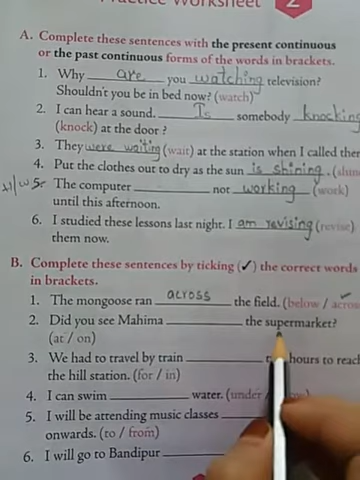 Practice Worksheet 2
A. Complete these sentences with the present continuous
or the past continuous forms of the words in brackets.
1. Why are you watching television?
Shouldn't you be in bed now? (watch)
2. I can hear a sound. Is somebody knocking
(knock) at the door ?
3. They were waiting (wait) at the station when I called
4. Put the clothes out to dry as the sun is shining . (shin
5. The computer ______ not working (work)
until this afternoon.
6. I studied these lessons last night. I am revising (revise)
them now.
B. Complete these sentences by ticking (✓) the correct words
in brackets.
1. The mongoose ran across the field. (below / across
2. Did you see Mahima ______ the supermarket?
(at / on)
3. We had to travel by train ______ hours to reach
the hill station. (for / in)
4. I can swim ______ water. (under /
5. I will be attending music classes ______
onwards. (to / from)
6. I will go to Bandipur ______